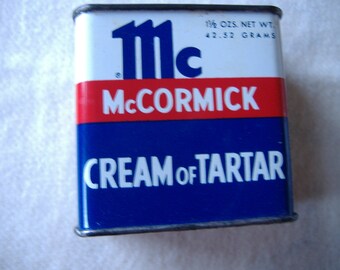 Mc
1½ OZS. NET WT.
42.52 GRAMS
®
McCORMICK
CREAM OF TARTAR